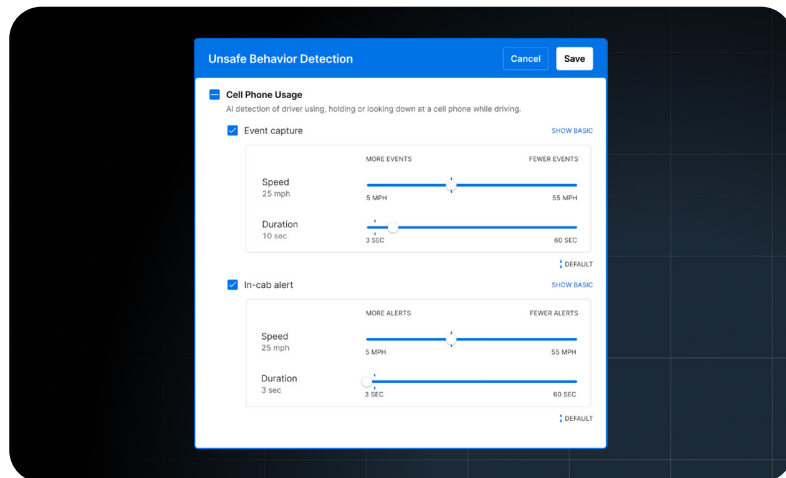 Unsafe Behavior Detection
Cancel
Save
Cell Phone Usage
AI detection of driver using, holding or looking down at a cell phone while driving.
Event capture
SHOW BASIC
MORE EVENTS
FEWER EVENTS
Speed
25 mph
5 MPH
55 MPH
Duration
10 sec
3 SEC
60 SEC
DEFAULT
In-cab alert
SHOW BASIC
MORE ALERTS
FEWER ALERTS
Speed
25 mph
5 MPH
55 MPH
Duration
3 sec
3 SEC
60 SEC
DEFAULT